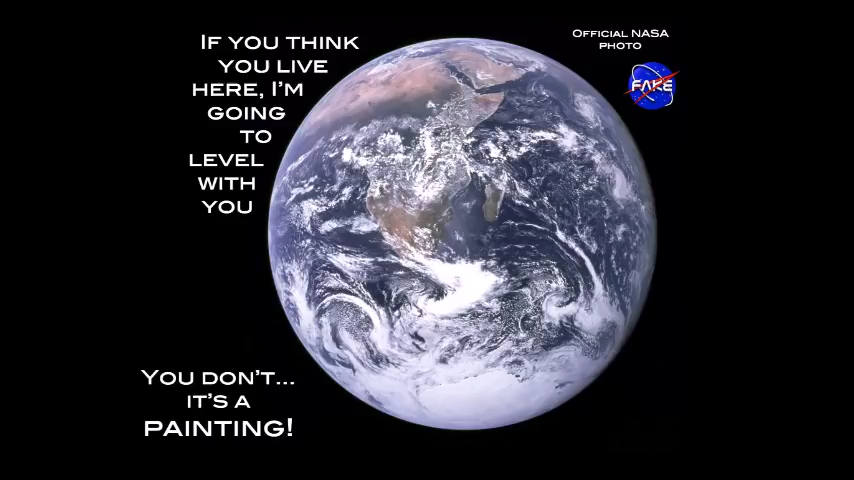 If you think
you live
here, I'm
going
to
level
with
you
Official NASA
photo
FAKE
You don't...
it's a
painting!